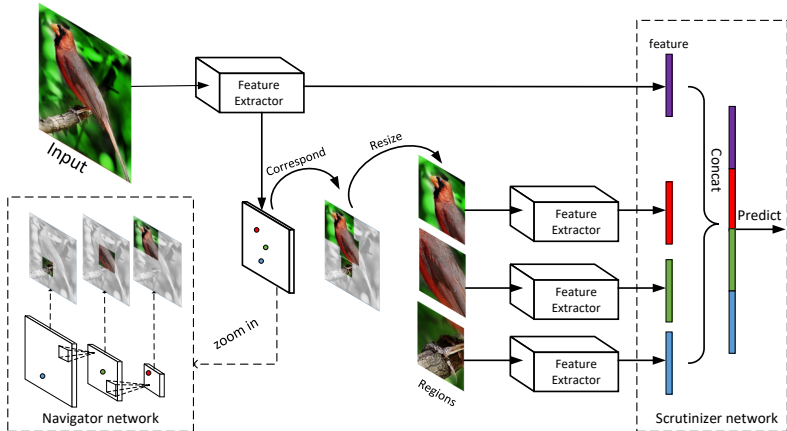 feature
Feature
Extractor
Input
Correspond
Resize
Concat
Predict
Feature
Extractor
Feature
Extractor
Feature
Extractor
zoom in
Regions
Navigator network
Scrutinizer network